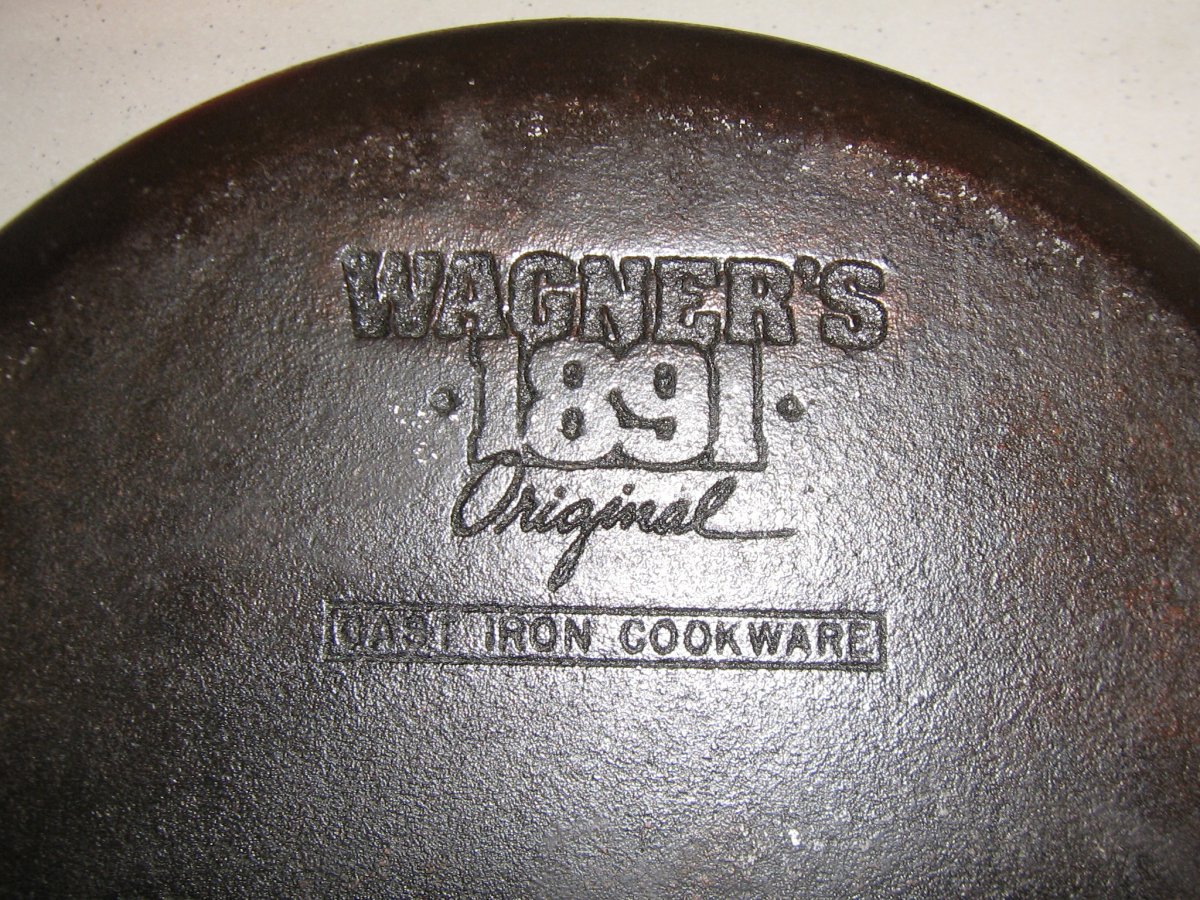 WAGNER'S
· 1891 ·
Original
CAST IRON COOKWARE